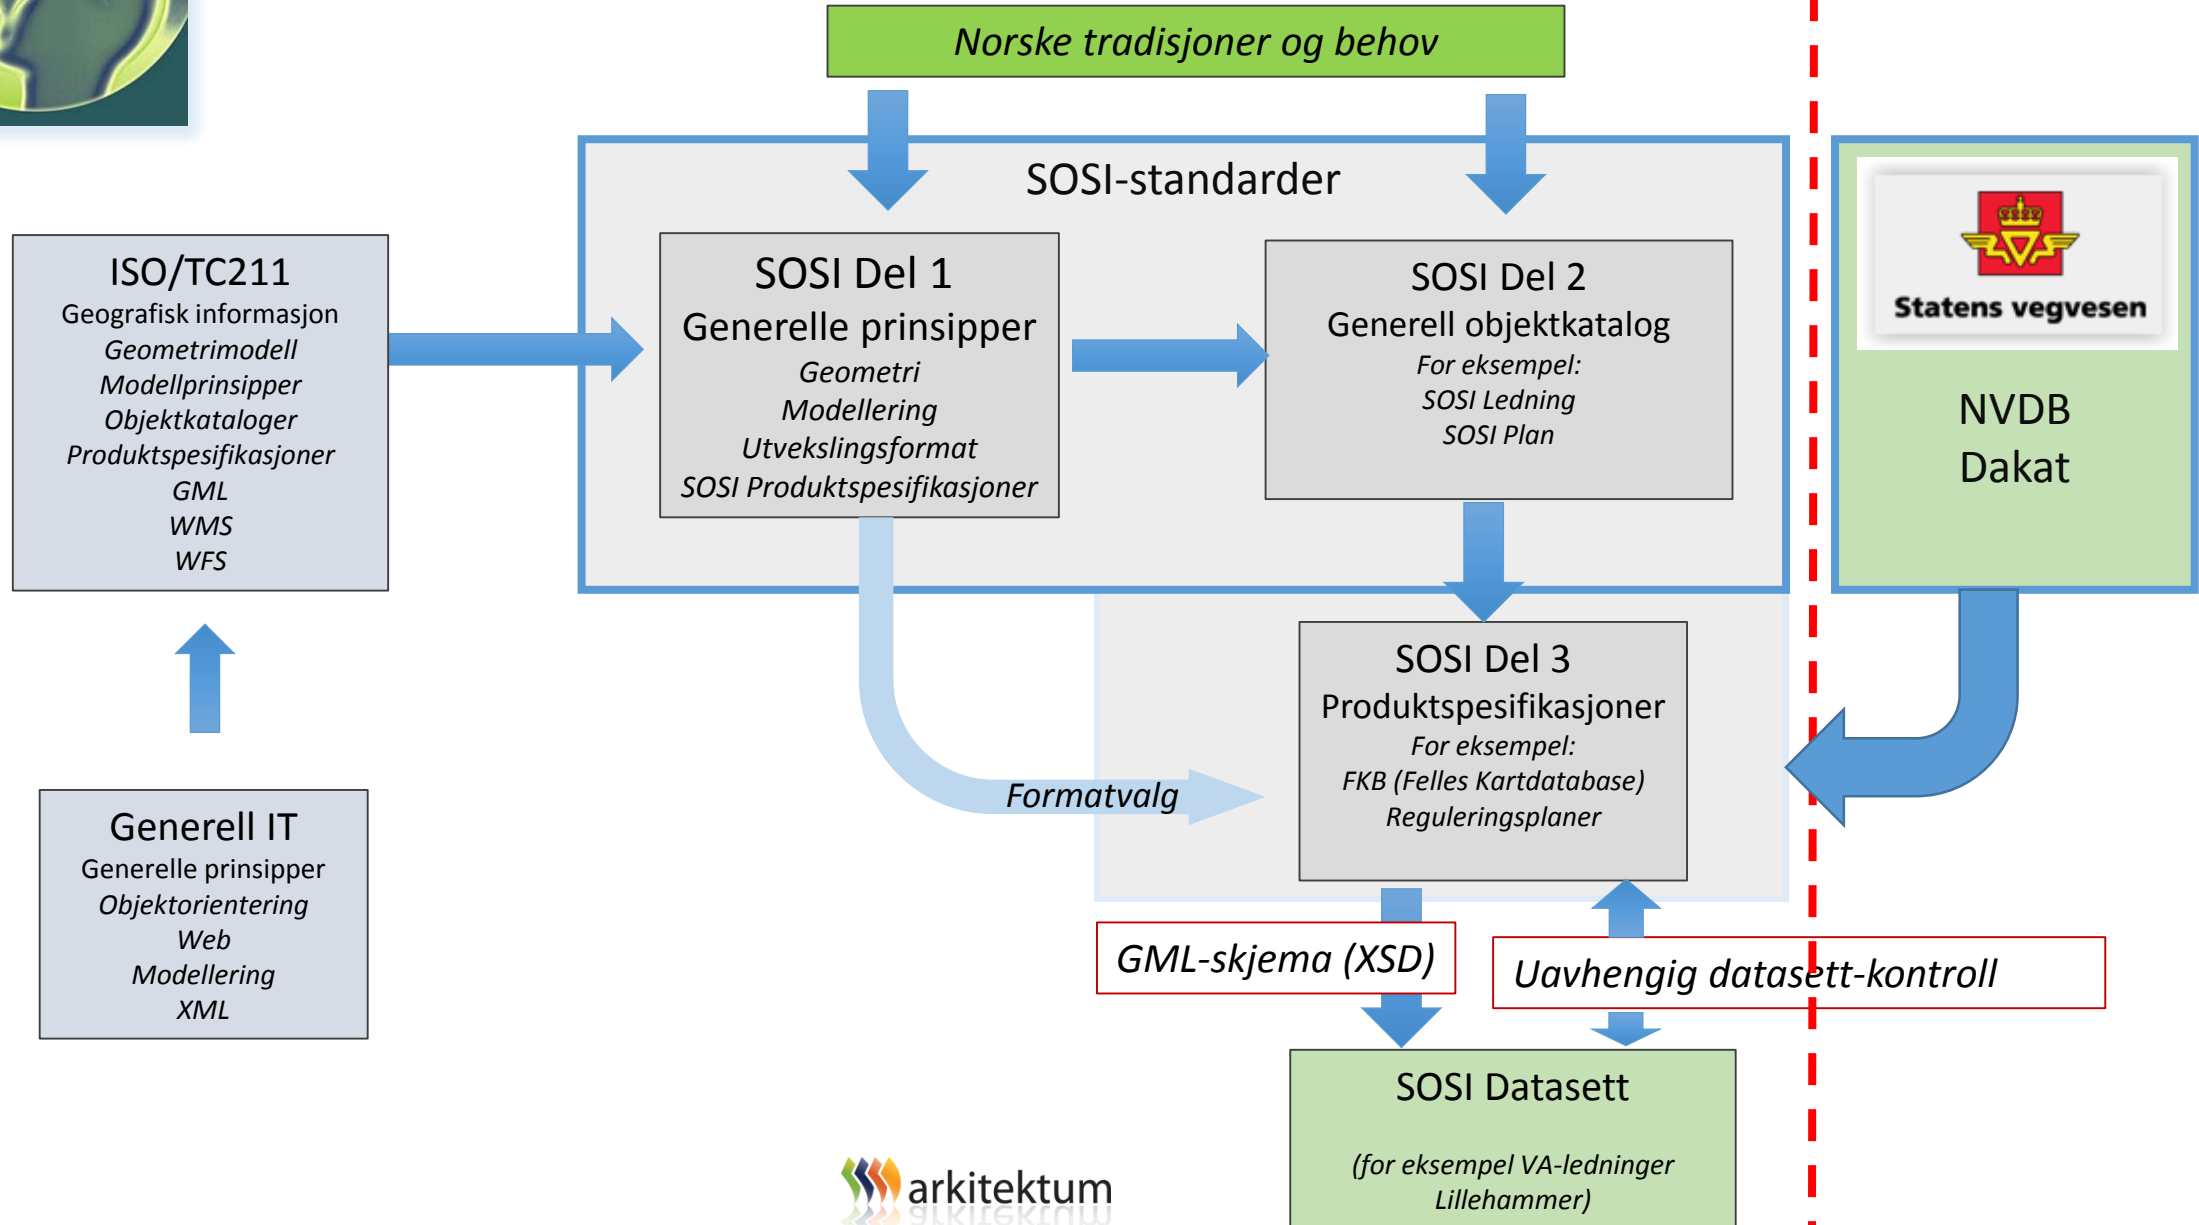 Norske tradisjoner og behov
SOSI-standarder
ISO/TC211
Geografisk informasjon
Geometrimodell
Modellprinsipper
Objektkataloger
Produktspesifikasjoner
GML
WMS
WFS
SOSI Del 1
Generelle prinsipper
Geometri
Modellering
Utvekslingsformat
SOSI Produktspesifikasjoner
SOSI Del 2
Generell objektkatalog
For eksempel:
SOSI Ledning
SOSI Plan
Statens vegvesen
NVDB
Dakat
Generell IT
Generelle prinsipper
Objektorientering
Web
Modellering
XML
Formatvalg
SOSI Del 3
Produktspesifikasjoner
For eksempel:
FKB (Felles Kartdatabase)
Reguleringsplaner
GML-skjema (XSD)
Uavhengig datasett-kontroll
SOSI Datasett
(for eksempel VA-ledninger
Lillehammer)
arkitektum